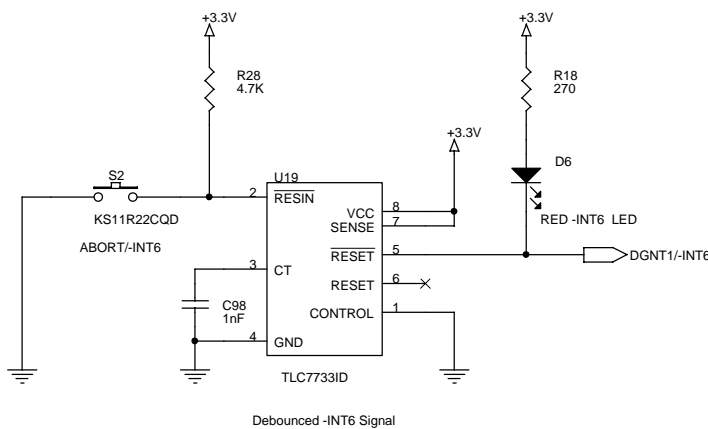 +3.3V
+3.3V
R28
4.7K
R18
270
+3.3V
D6
S2
U19
2
RESIN
KS11R22CQD
VCC
8
SENSE
7
RED -INT6 LED
ABORT/-INT6
RESET
5
DGNT1/-INT6
3
CT
RESET
6
C98
1nF
CONTROL
1
4
GND
TLC7733ID
Debounced -INT6 Signal